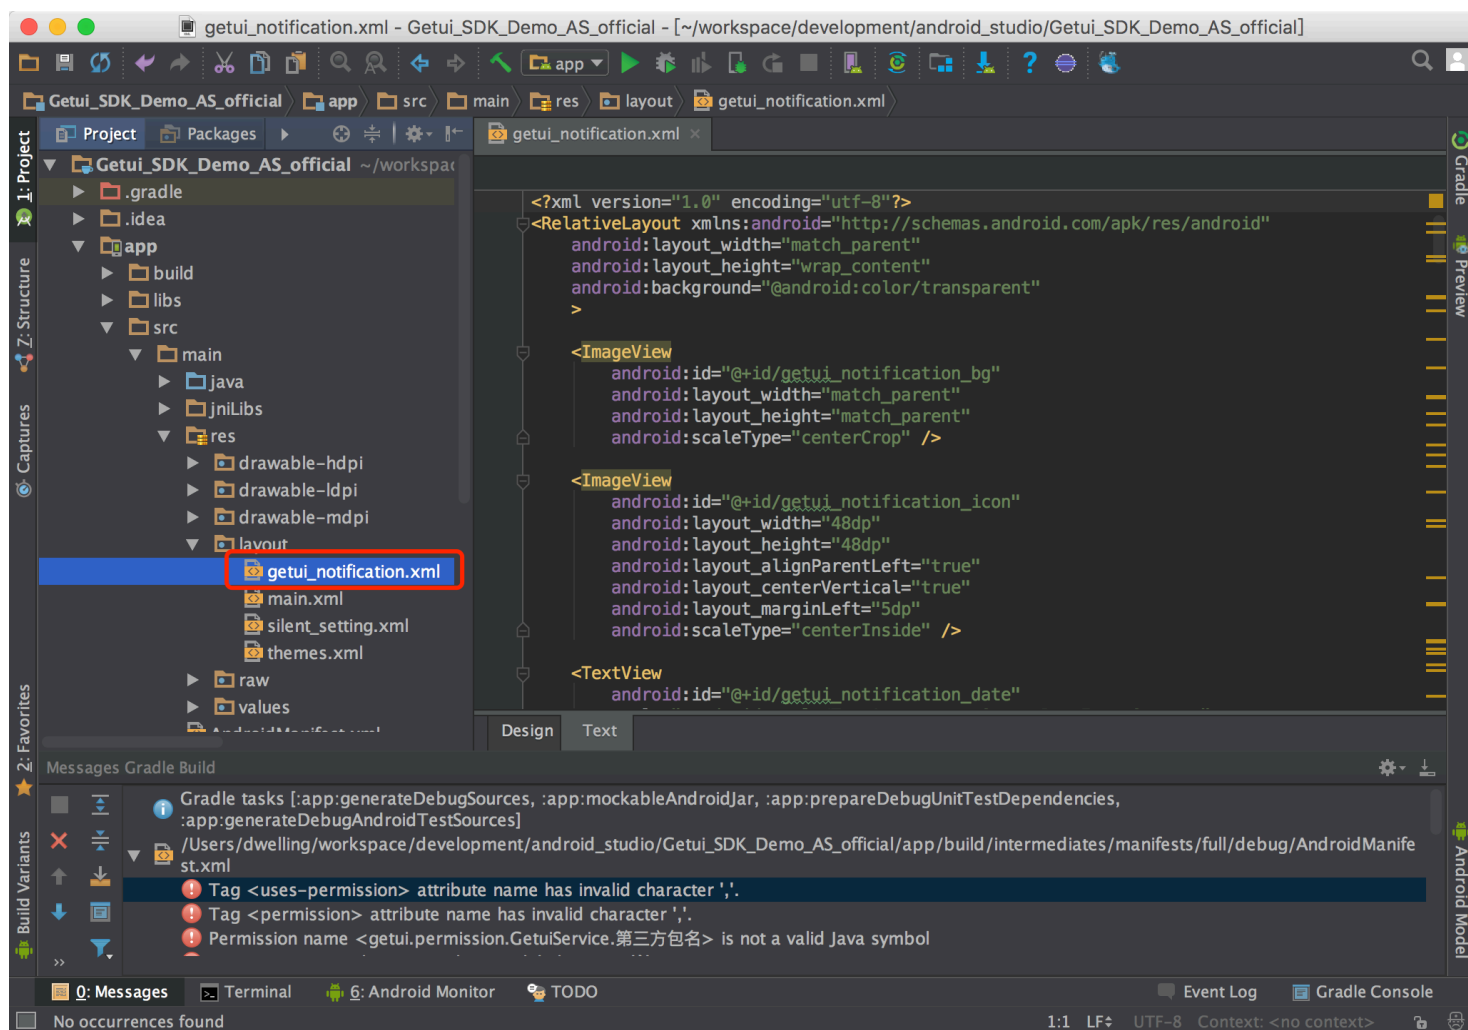 getui_notification.xml - Getui_SDK_Demo_AS_official - [~/workspace/development/android_studio/Getui_SDK_Demo_AS_official]
app
Getui_SDK_Demo_AS_official app src main res layout getui_notification.xml
1: Project
Z: Structure
Captures
2: Favorites
Build Variants
Project Packages
Getui_SDK_Demo_AS_official ~/workspac
.gradle
.idea
app
build
libs
src
main
java
jniLibs
res
drawable-hdpi
drawable-ldpi
drawable-mdpi
layout
getui_notification.xml
main.xml
silent_setting.xml
themes.xml
raw
values
AndroidManifest.xml
getui_notification.xml
<?xml version="1.0" encoding="utf-8"?>
<RelativeLayout xmlns:android="http://schemas.android.com/apk/res/android"
android:layout_width="match_parent"
android:layout_height="wrap_content"
android:background="@android:color/transparent"
>
<ImageView
android:id="@+id/getui_notification_bg"
android:layout_width="match_parent"
android:layout_height="match_parent"
android:scaleType="centerCrop" />
<ImageView
android:id="@+id/getui_notification_icon"
android:layout_width="48dp"
android:layout_height="48dp"
android:layout_alignParentLeft="true"
android:layout_centerVertical="true"
android:layout_marginLeft="5dp"
android:scaleType="centerInside" />
<TextView
android:id="@+id/getui_notification_date"
Design Text
Gradle
Preview
Android Model
Messages Gradle Build
Gradle tasks [:app:generateDebugSources, :app:mockableAndroidJar, :app:prepareDebugUnitTestDependencies,
:app:generateDebugAndroidTestSources]
/Users/dwelling/workspace/development/android_studio/Getui_SDK_Demo_AS_official/app/build/intermediates/manifests/full/debug/AndroidManife
st.xml
Tag <uses-permission> attribute name has invalid character ','.
Tag <permission> attribute name has invalid character ','.
Permission name <getui.permission.GetuiService.第三方包名> is not a valid Java symbol
0: Messages Terminal 6: Android Monitor TODO Event Log Gradle Console
No occurrences found 1:1 LF UTF-8 Context: <no context>